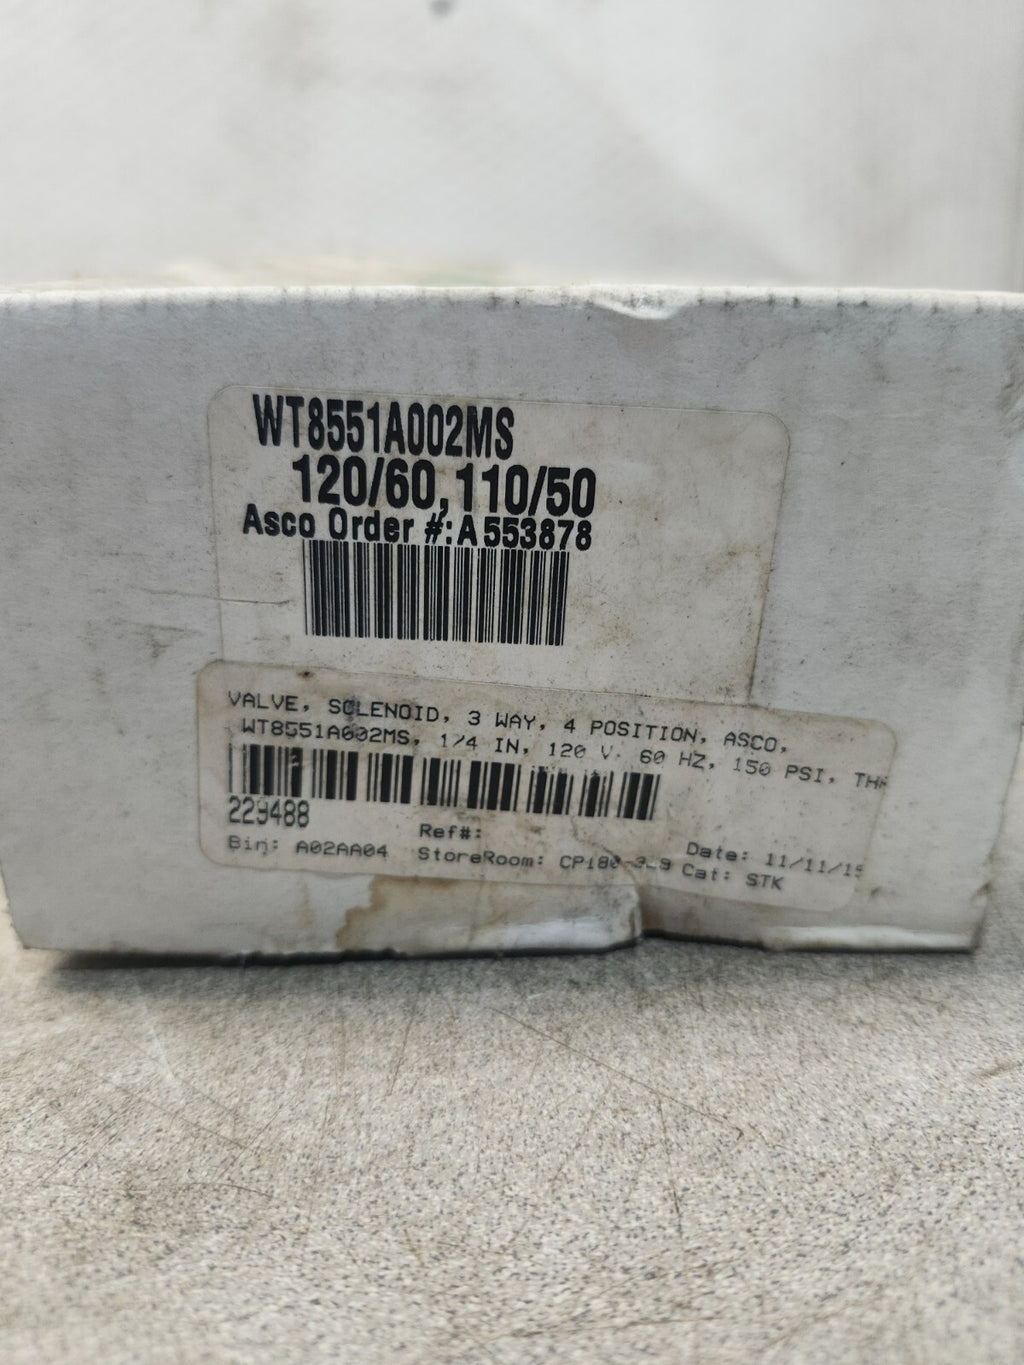 WT8551A002MS
120/60,110/50
Asco Order #:A553878
VALVE, SOLENOID, 3 WAY, 4 POSITION, ASCO,
WT8551A002MS, 1/4 IN, 120 V. 60 HZ, 150 PSI,
229488
Ref#:
Bin: A02AA04
StoreRoom:
Date: 11/11/15
Cat: STK